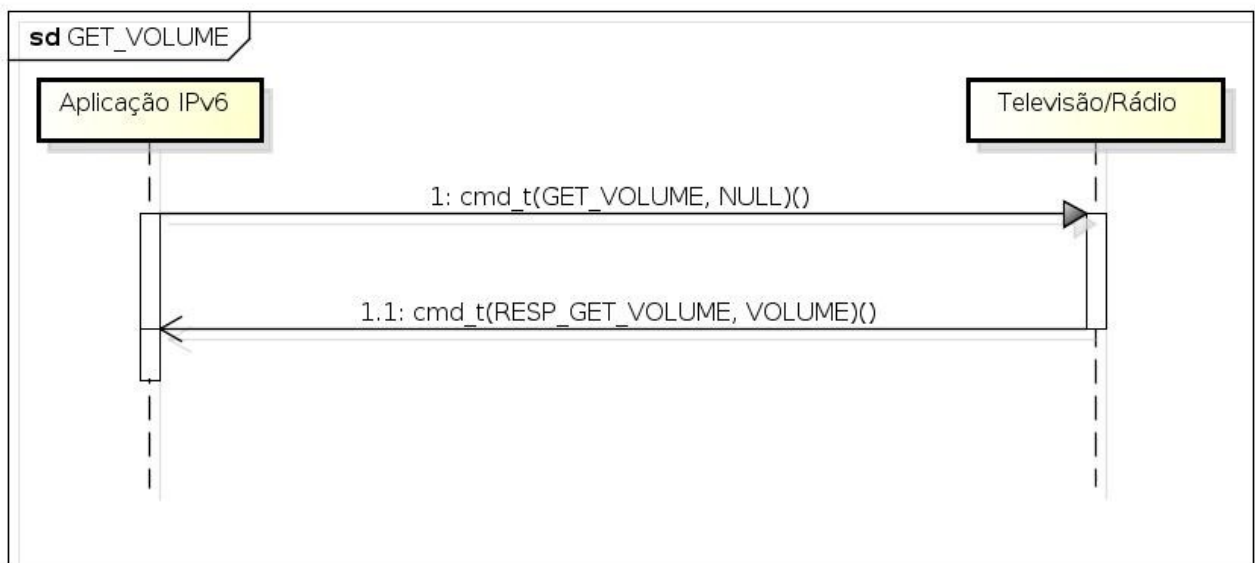 sd GET_VOLUME
Aplicação IPv6
Televisão/Rádio
1: cmd_t(GET_VOLUME, NULL)()
1.1: cmd_t(RESP_GET_VOLUME, VOLUME)()